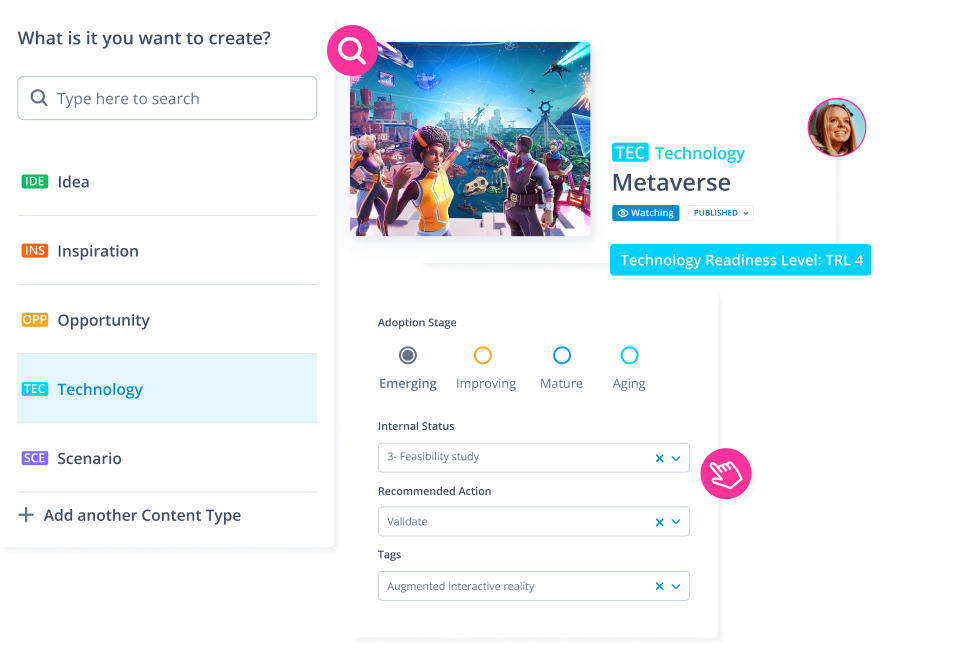 What is it you want to create?
Type here to search
IDE Idea
INS Inspiration
OPP Opportunity
TEC Technology
SCE Scenario
Add another Content Type
TEC Technology
Metaverse
Watching PUBLISHED
Technology Readiness Level: TRL 4
Adoption Stage
Emerging Improving Mature Aging
Internal Status
3- Feasibility study
Recommended Action
Validate
Tags
Augmented interactive reality